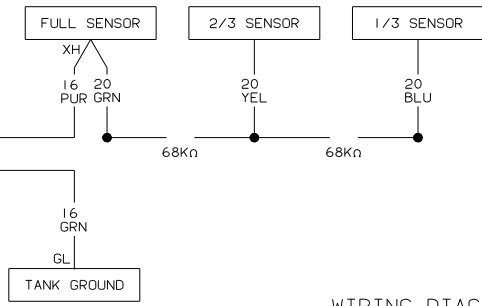 FULL SENSOR
2/3 SENSOR
1/3 SENSOR
XH
16 20
PUR GRN
20
YEL
20
BLU
68KΩ
68KΩ
16
GRN
GL
TANK GROUND